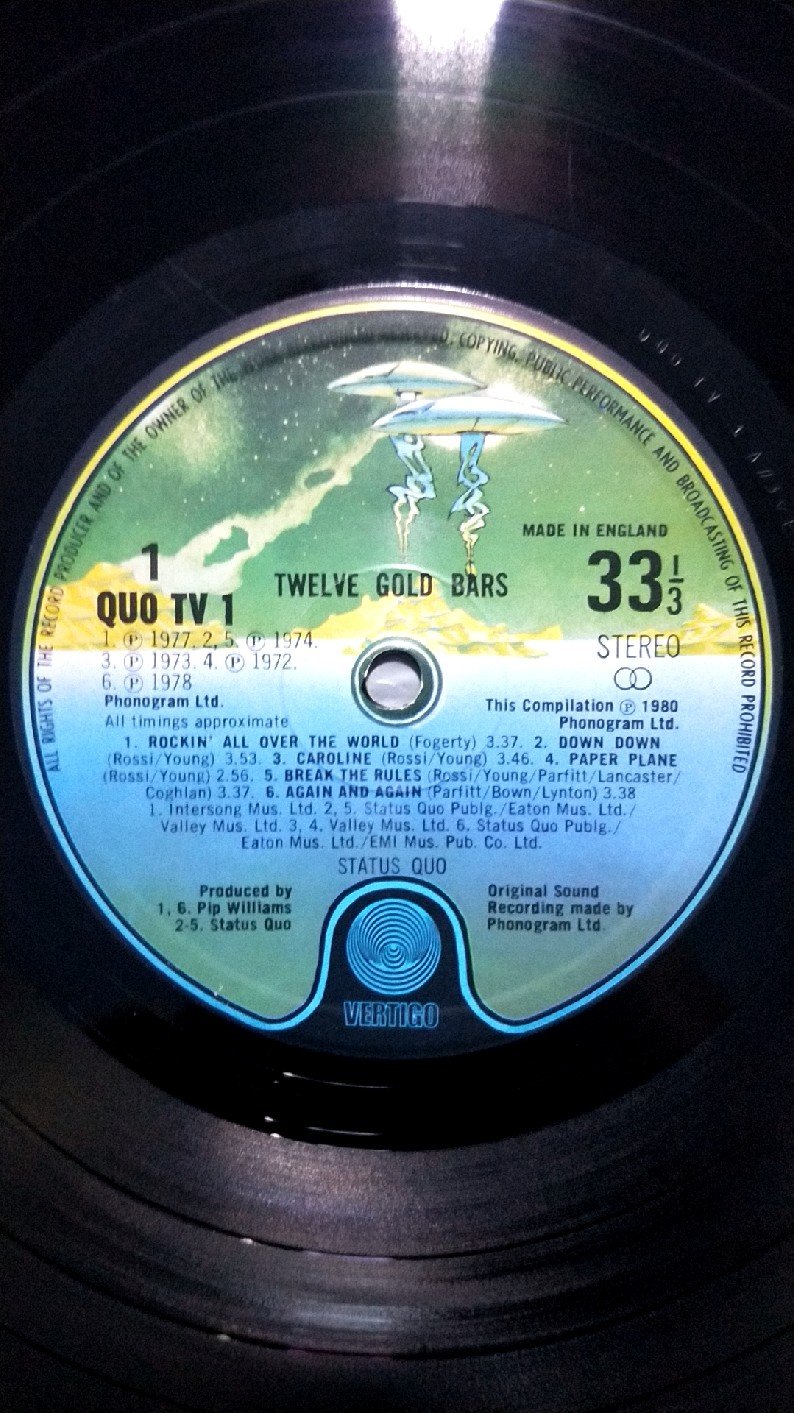 ALL RIGHTS OF THE RECORD PRODUCER AND OF THE OWNER OF THE COPYING, PUBLIC PERFORMANCE AND BROADCASTING OF THIS RECORD PROHIBITED
MADE IN ENGLAND
1
QUO TV 1
TWELVE GOLD BARS
33 1/3
1. ℗ 1977. 2, 5. ℗ 1974.
3. ℗ 1973. 4. ℗ 1972.
6. ℗ 1978
Phonogram Ltd.
All timings approximate
STEREO
This Compilation ℗ 1980
Phonogram Ltd.
1. ROCKIN' ALL OVER THE WORLD (Fogerty) 3.37. 2. DOWN DOWN
(Rossi/Young) 3.53. 3. CAROLINE (Rossi/Young) 3.46. 4. PAPER PLANE
(Rossi/Young) 2.56. 5. BREAK THE RULES (Rossi/Young/Parfitt/Lancaster/
Coghlan) 3.37. 6. AGAIN AND AGAIN (Parfitt/Bown/Lynton) 3.38
1. Intersong Mus. Ltd. 2, 5. Status Quo Publg./Eaton Mus. Ltd./
Valley Mus. Ltd. 3, 4. Valley Mus. Ltd. 6. Status Quo Publg./
Eaton Mus. Ltd./EMI Mus. Pub. Co. Ltd.
STATUS QUO
Produced by
1, 6. Pip Williams
2-5. Status Quo
Original Sound
Recording made by
Phonogram Ltd.
VERTIGO